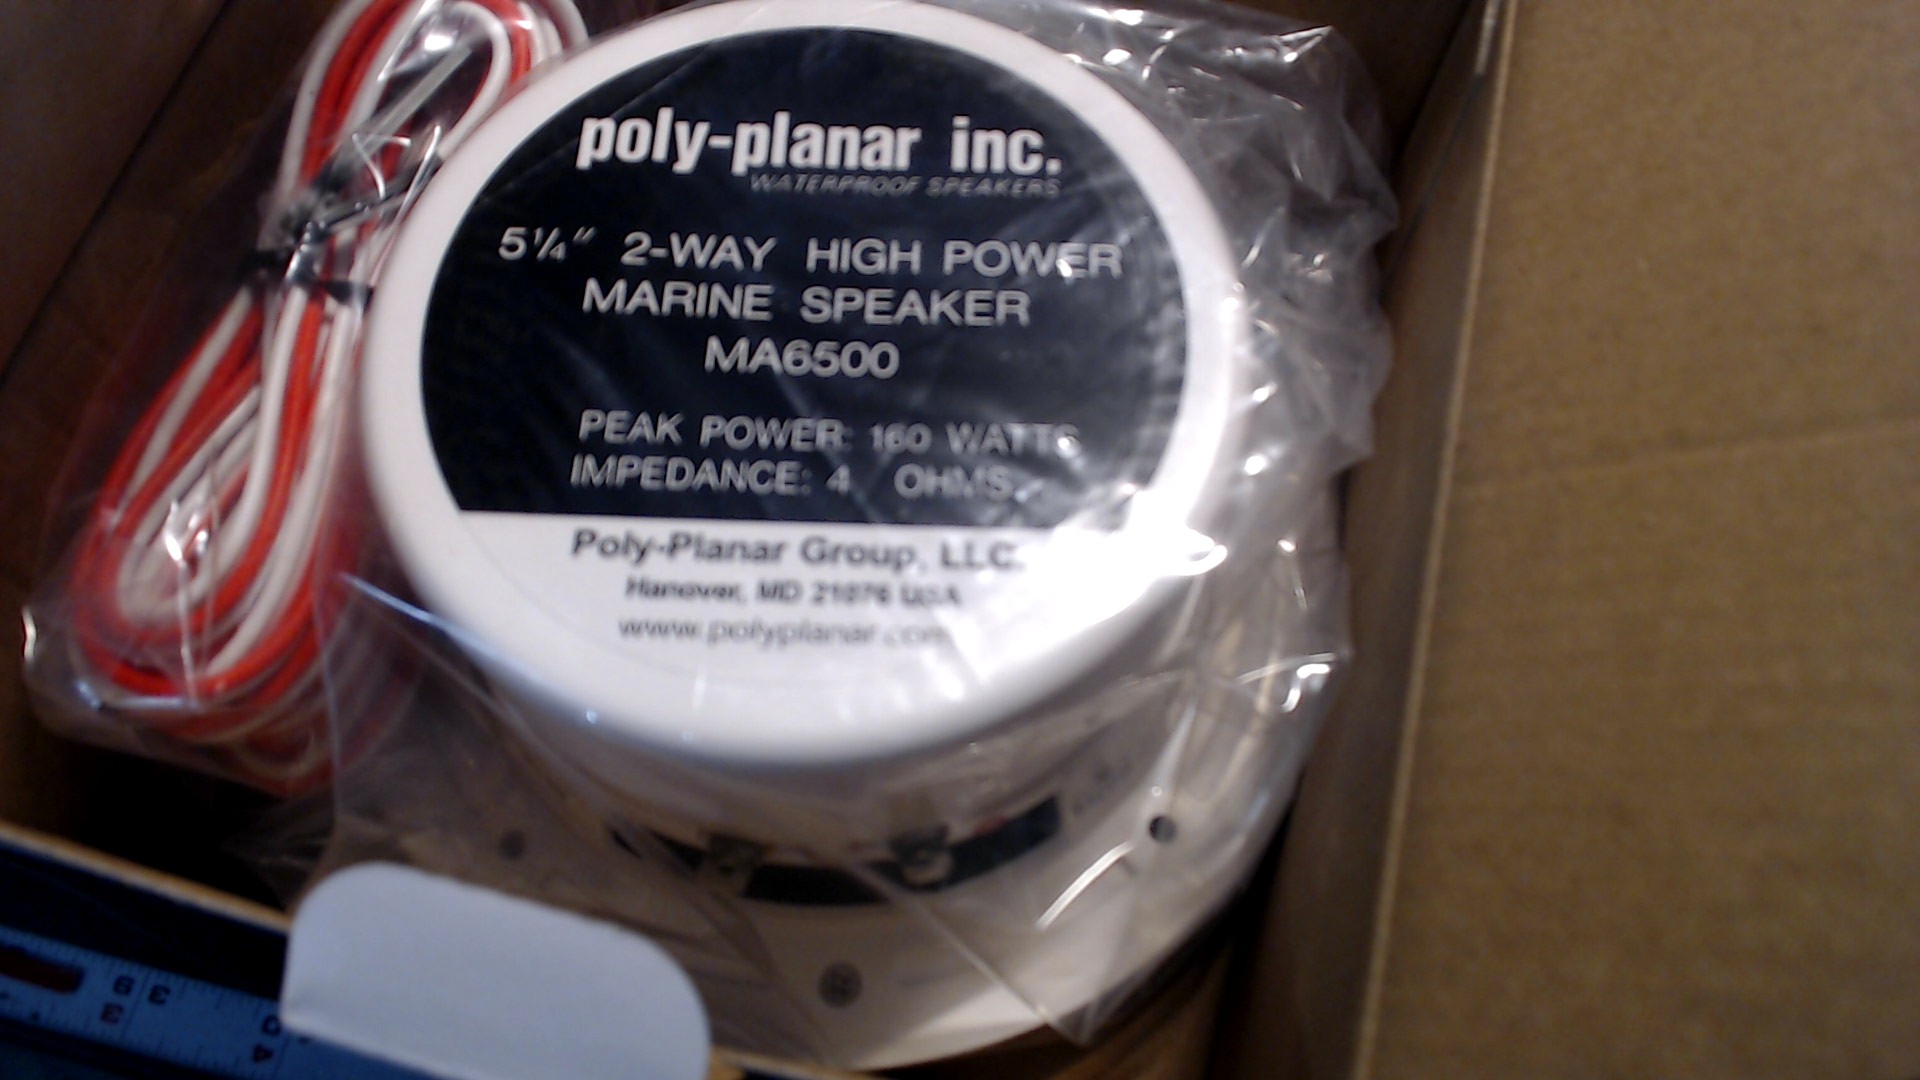 poly-planar inc.
WATERPROOF SPEAKERS
5¼" 2-WAY HIGH POWER
MARINE SPEAKER
MA6500
PEAK POWER: 160 WATTS
IMPEDANCE: 4 OHMS
Poly-Planar Group, LLC.
Hanover, MD 21076 USA
www.polyplanar.com